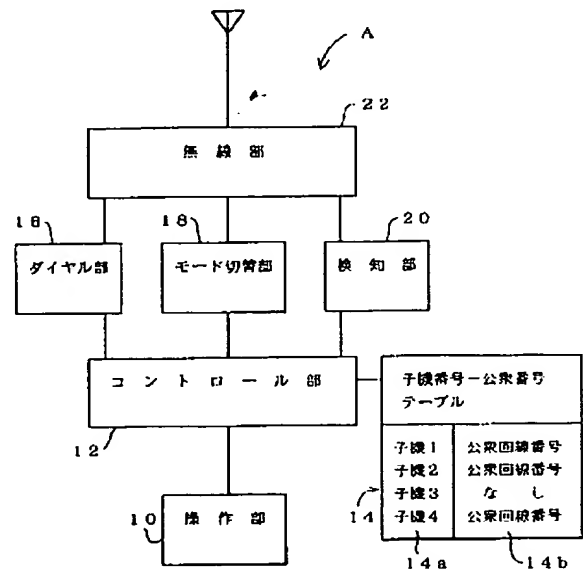 A
22
無線部
16
18
20
ダイヤル部
モード切替部
検知部
コントロール部
12
子機番号－公衆番号
テーブル
子機1 公衆回線番号
子機2 公衆回線番号
子機3 なし
子機4 公衆回線番号
14
10
操作部
14a
14b